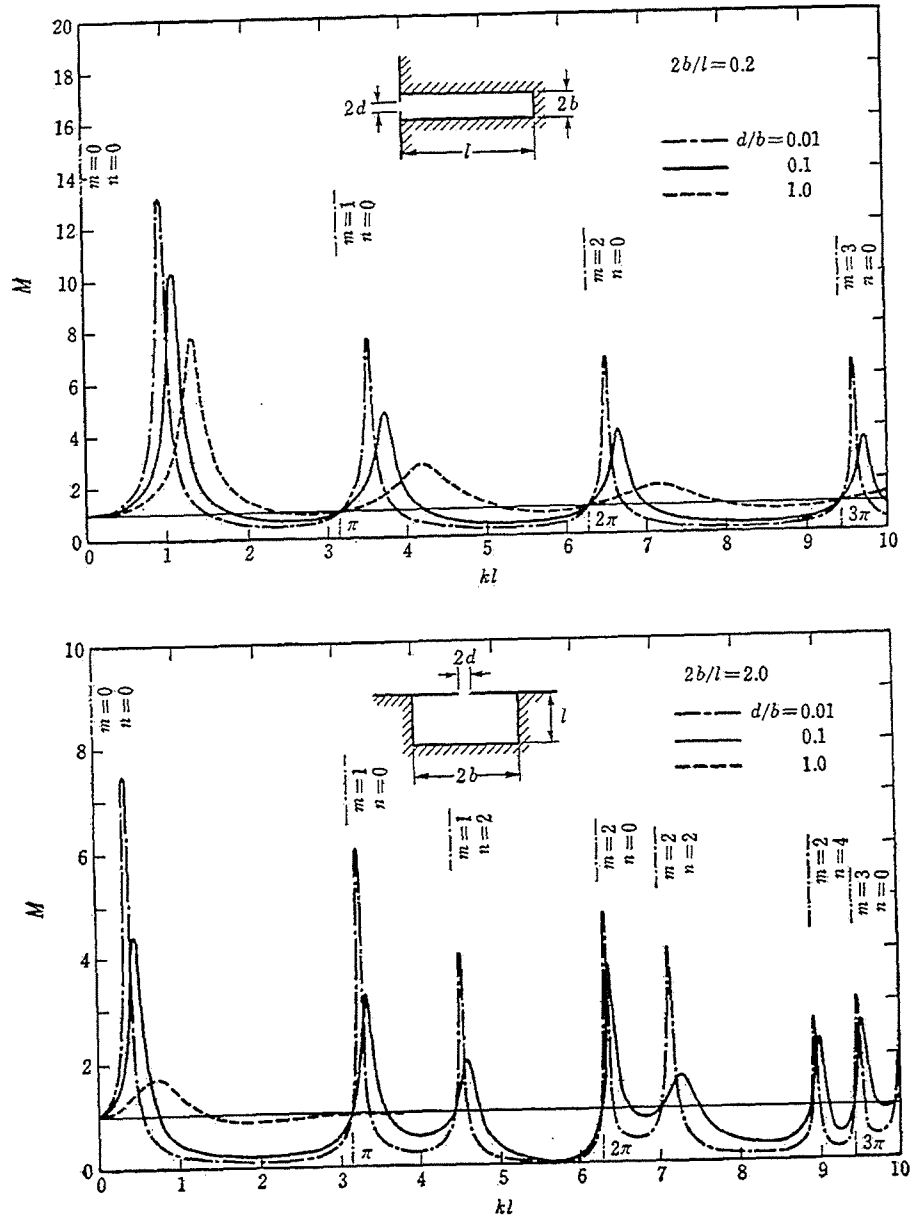 20
18
16
14
12
10
8
6
4
2
0
M
2b/l=0.2
2d
2b
l
d/b=0.01
0.1
1.0
m=0
n=0
m=1
n=0
m=2
n=0
m=3
n=0
π
2π
3π
0 1 2 3 4 5 6 7 8 9 10
kl
10
8
6
4
2
0
M
2d
2b/l=2.0
l
2b
d/b=0.01
0.1
1.0
m=0
n=0
m=1
n=0
m=1
n=2
m=2
n=0
m=2
n=2
m=2
n=4
m=3
n=0
π
2π
3π
0 1 2 3 4 5 6 7 8 9 10
kl